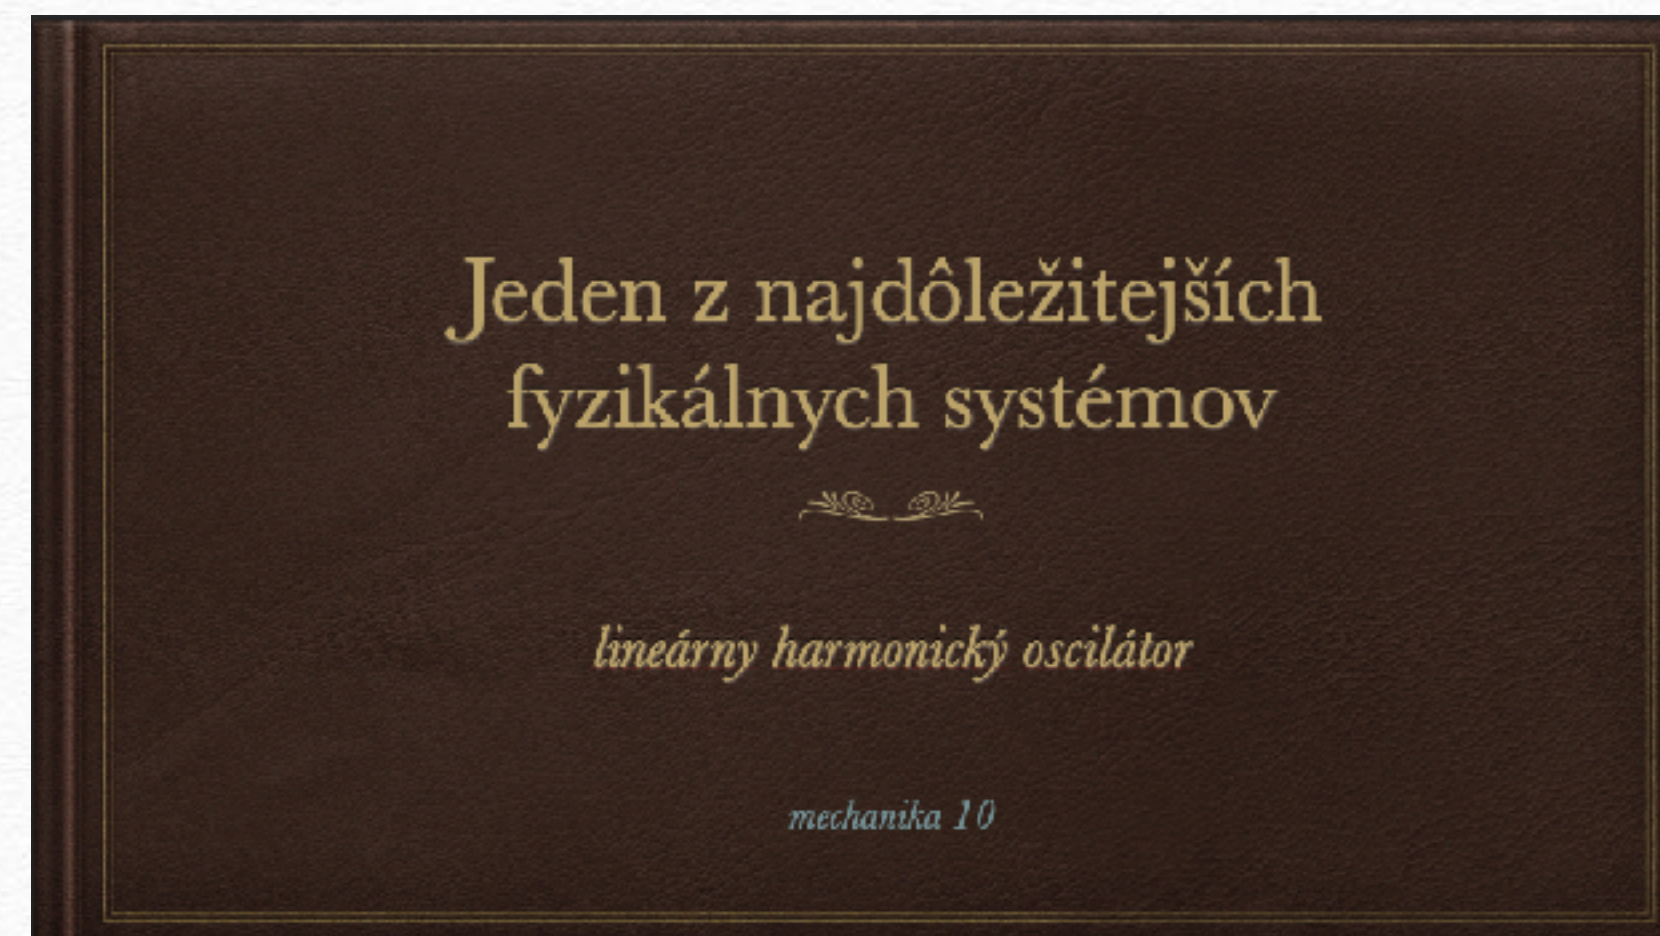 Jeden z najdôležitejších
fyzikálnych systémov
lineárny harmonický oscilátor
mechanika 10